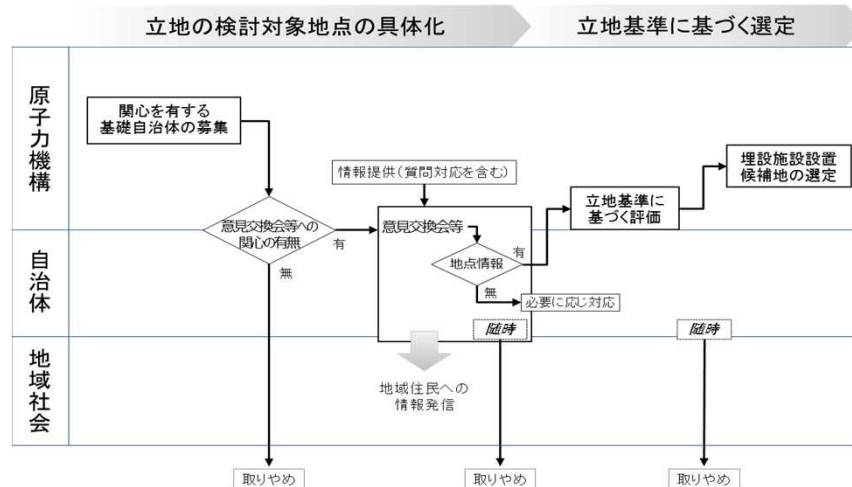 立地の検討対象地点の具体化
立地基準に基づく選定
原子力機構
関心を有する
基礎自治体の募集
情報提供(質問対応を含む)
埋設施設設置
候補地の選定
立地基準に
基づく評価
意見交換会等への
関心の有無
有
無
意見交換会等
地点情報
有
無
必要に応じ対応
自治体
随時
随時
地域社会
地域住民への
情報発信
取りやめ
取りやめ
取りやめ